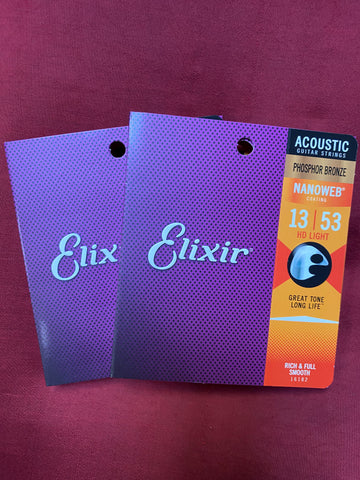 Elixir
Elixir
ACOUSTIC
GUITAR STRINGS
PHOSPHOR BRONZE
NANOWEB®
COATING
13 | 53
HD LIGHT
GREAT TONE
LONG LIFE™
RICH & FULL
SMOOTH
16182